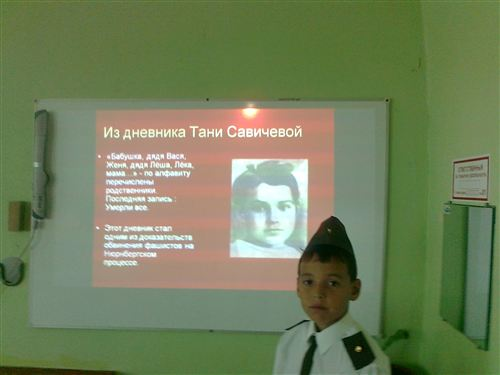 Из дневника Тани Савичевой
• «Бабушка, дядя Вася,
Женя, дядя Лёша, Лёка,
мама...» - по алфавиту
перечислены
родственники.
Последняя запись :
Умерли все.
• Этот дневник стал
одним из доказательств
обвинения фашистов на
Нюрнбергском
процессе.
ОТВЕТСТВЕННЫЙ